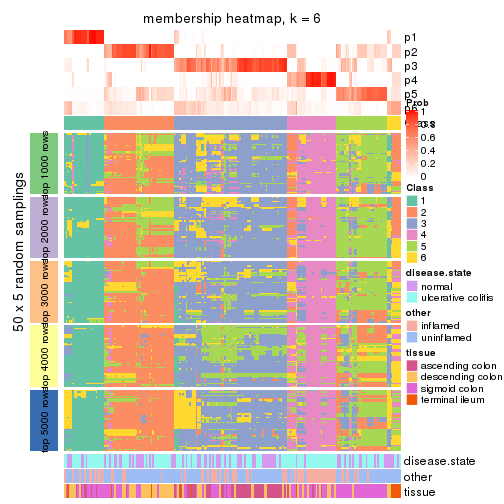 membership heatmap, k = 6
p1
p2
p3
p4
p5
p6
Prob
1
0.8
0.6
0.4
0.2
0
Class
1
2
3
4
5
6
disease.state
normal
ulcerative colitis
other
inflamed
uninflamed
tissue
ascending colon
descending colon
sigmoid colon
terminal ileum
50 x 5 random samplings
top 1000 rows
top 2000 rows
top 3000 rows
top 4000 rows
top 5000 rows
disease.state
other
tissue